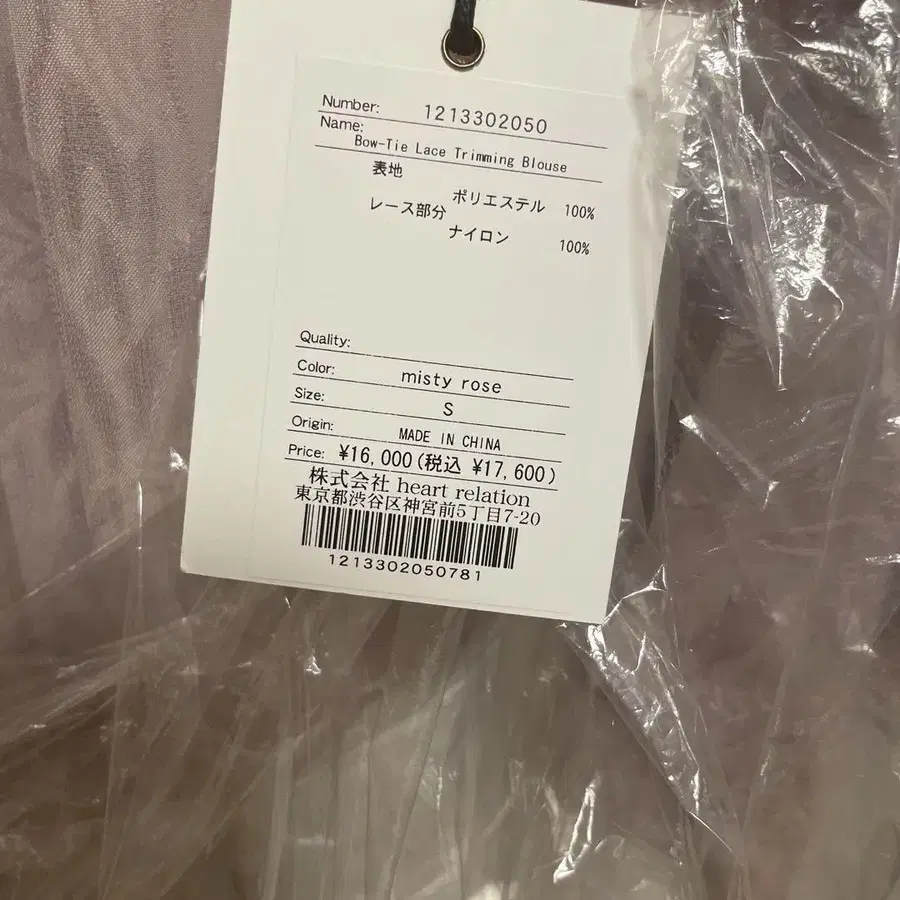 Number: 1213302050
Name:
Bow-Tie Lace Trimming Blouse
表地
ポリエステル 100%
レース部分
ナイロン 100%
Quality:
Color: misty rose
Size: S
Origin: MADE IN CHINA
Price: ¥16,000(税込 ¥17,600)
株式会社 heart relation
東京都渋谷区神宮前5丁目7-20
1213302050781